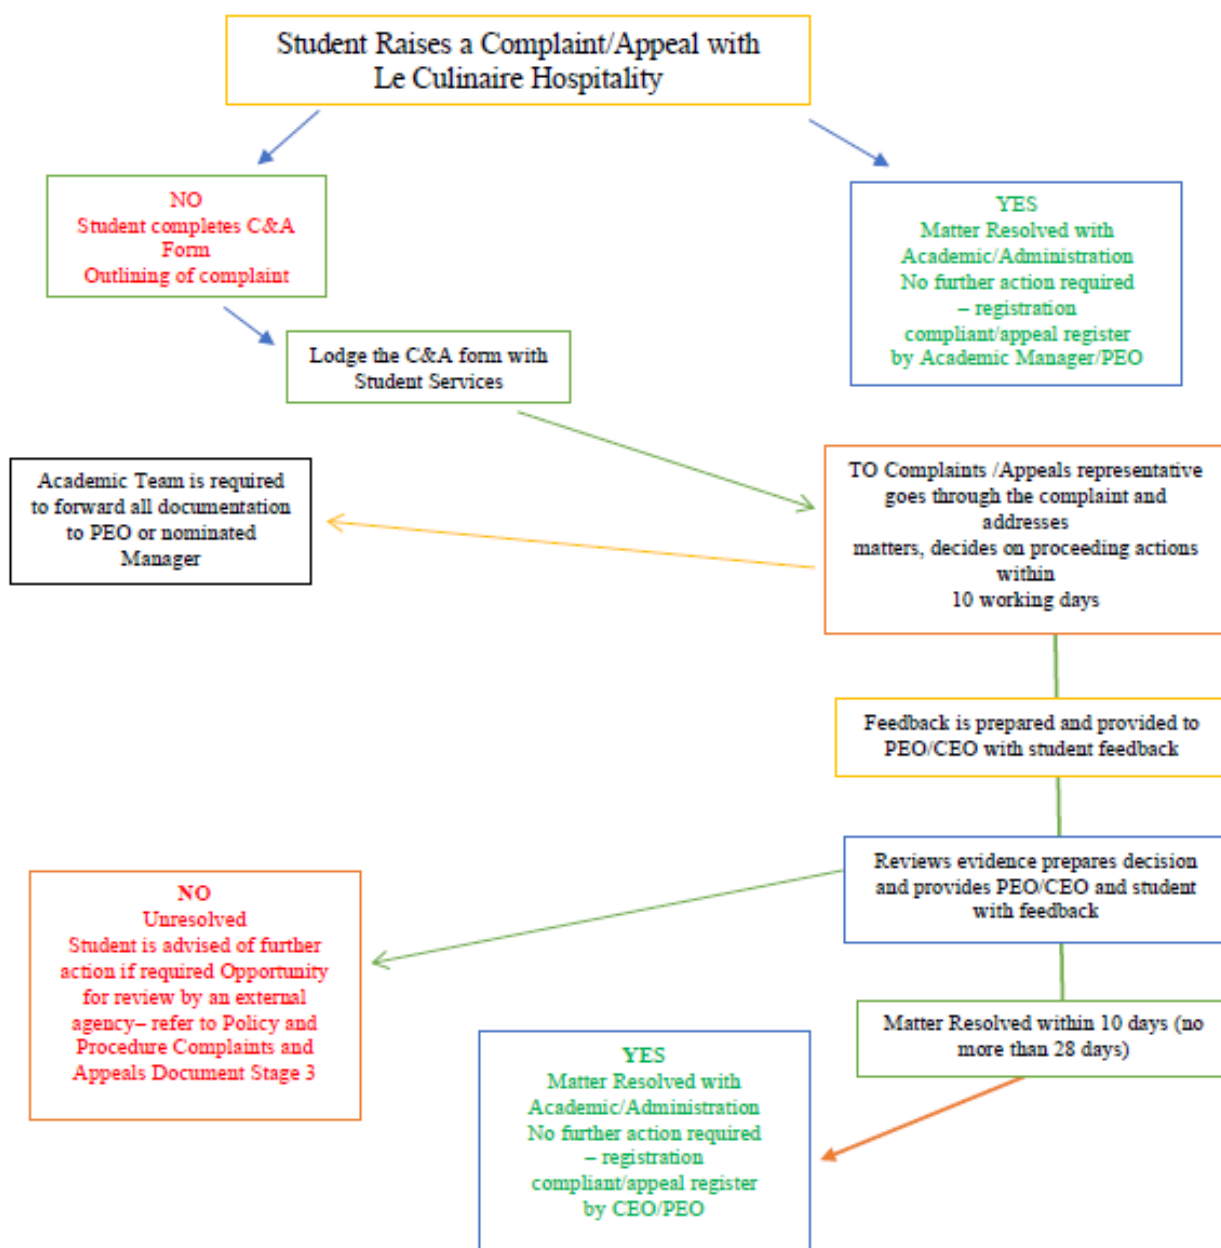 Student Raises a Complaint/Appeal with
Le Culinaire Hospitality
NO
Student completes C&A
Form
Outlining of complaint
YES
Matter Resolved with
Academic/Administration
No further action required
– registration
compliant/appeal register
by Academic Manager/PEO
Lodge the C&A form with
Student Services
Academic Team is required
to forward all documentation
to PEO or nominated
Manager
TO Complaints /Appeals representative
goes through the complaint and
addresses
matters, decides on proceeding actions
within
10 working days
Feedback is prepared and provided to
PEO/CEO with student feedback
Reviews evidence prepares decision
and provides PEO/CEO and student
with feedback
NO
Unresolved
Student is advised of further
action if required Opportunity
for review by an external
agency– refer to Policy and
Procedure Complaints and
Appeals Document Stage 3
Matter Resolved within 10 days (no
more than 28 days)
YES
Matter Resolved with
Academic/Administration
No further action required
– registration
compliant/appeal register
by CEO/PEO